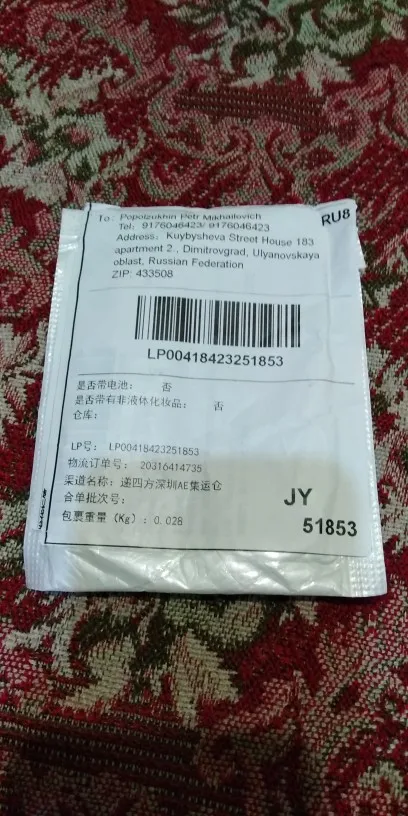 To: Popolzukhin Petr Mikhailovich
RU8
Tel: 9176046423/ 9176046423
Address: Kuybysheva Street House 183
apartment 2., Dimitrovgrad, Ulyanovskaya
oblast, Russian Federation
ZIP: 433508
LP00418423251853
是否带电池: 否
是否带有非液体化妆品: 否
仓库:
LP号: LP00418423251853
物流订单号: 20316414735
渠道名称: 递四方深圳AE集运仓
合单批次号:
JY
包裹重量 (Kg) : 0.028
51853